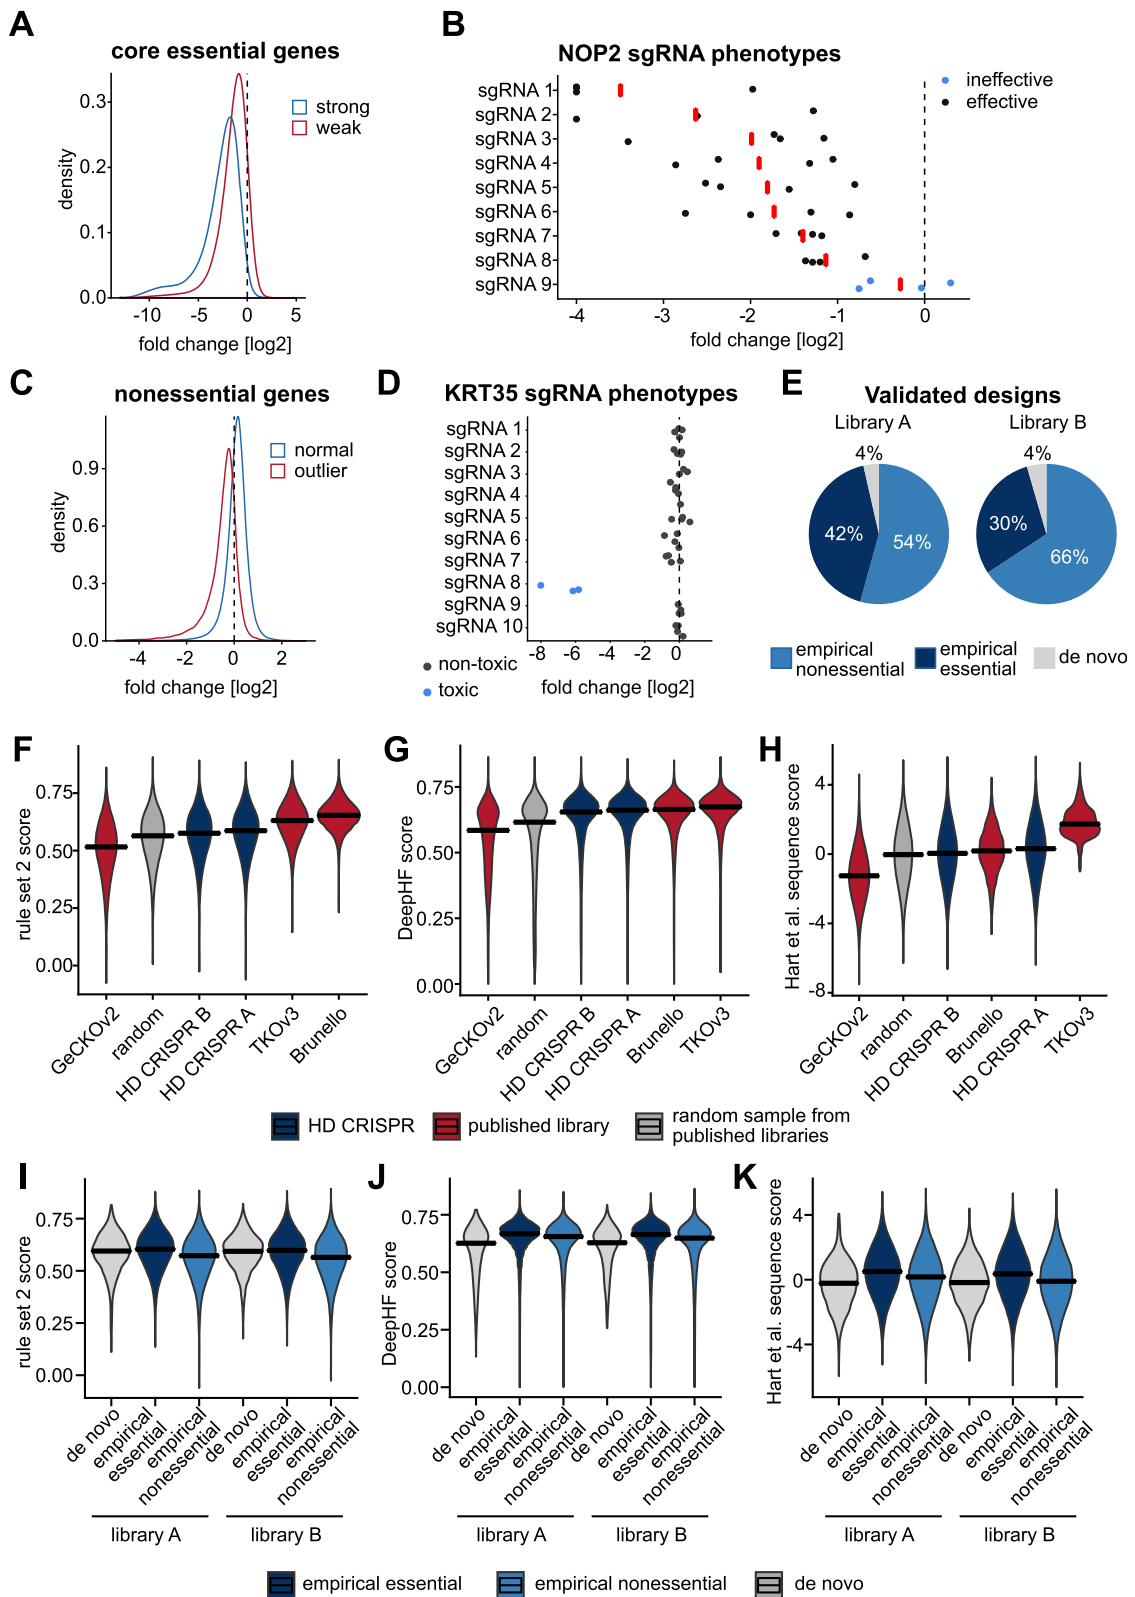 A
core essential genes
0.3
0.2
0.1
0.0
density
strong
weak
-10
-5
0
5
fold change [log2]
B
NOP2 sgRNA phenotypes
ineffective
effective
sgRNA 1
sgRNA 2
sgRNA 3
sgRNA 4
sgRNA 5
sgRNA 6
sgRNA 7
sgRNA 8
sgRNA 9
-4
-3
-2
-1
0
fold change [log2]
C
nonessential genes
0.9
0.6
0.3
0.0
density
normal
outlier
-4
-2
0
2
fold change [log2]
D
KRT35 sgRNA phenotypes
sgRNA 1
sgRNA 2
sgRNA 3
sgRNA 4
sgRNA 5
sgRNA 6
sgRNA 7
sgRNA 8
sgRNA 9
sgRNA 10
-8
-6
-4
-2
0
non-toxic
toxic
fold change [log2]
E
Validated designs
Library A
Library B
4%
42%
54%
4%
30%
66%
empirical
nonessential
empirical
essential
de novo
F
rule set 2 score
0.75
0.50
0.25
0.00
GeCKOv2
random
HD CRISPR B
HD CRISPR A
TKOv3
Brunello
G
DeepHF score
0.75
0.50
0.25
0.00
GeCKOv2
random
HD CRISPR B
HD CRISPR A
Brunello
TKOv3
H
Hart et al. sequence score
4
0
-4
-8
GeCKOv2
random
HD CRISPR B
Brunello
HD CRISPR A
TKOv3
HD CRISPR
published library
random sample from
published libraries
I
rule set 2 score
0.75
0.50
0.25
0.00
de novo
empirical
essential
empirical
nonessential
de novo
empirical
essential
empirical
nonessential
library A
library B
J
DeepHF score
0.75
0.50
0.25
0.00
de novo
empirical
essential
empirical
nonessential
de novo
empirical
essential
empirical
nonessential
library A
library B
K
Hart et al. sequence score
4
0
-4
de novo
empirical
essential
empirical
nonessential
de novo
empirical
essential
empirical
nonessential
library A
library B
empirical essential
empirical nonessential
de novo